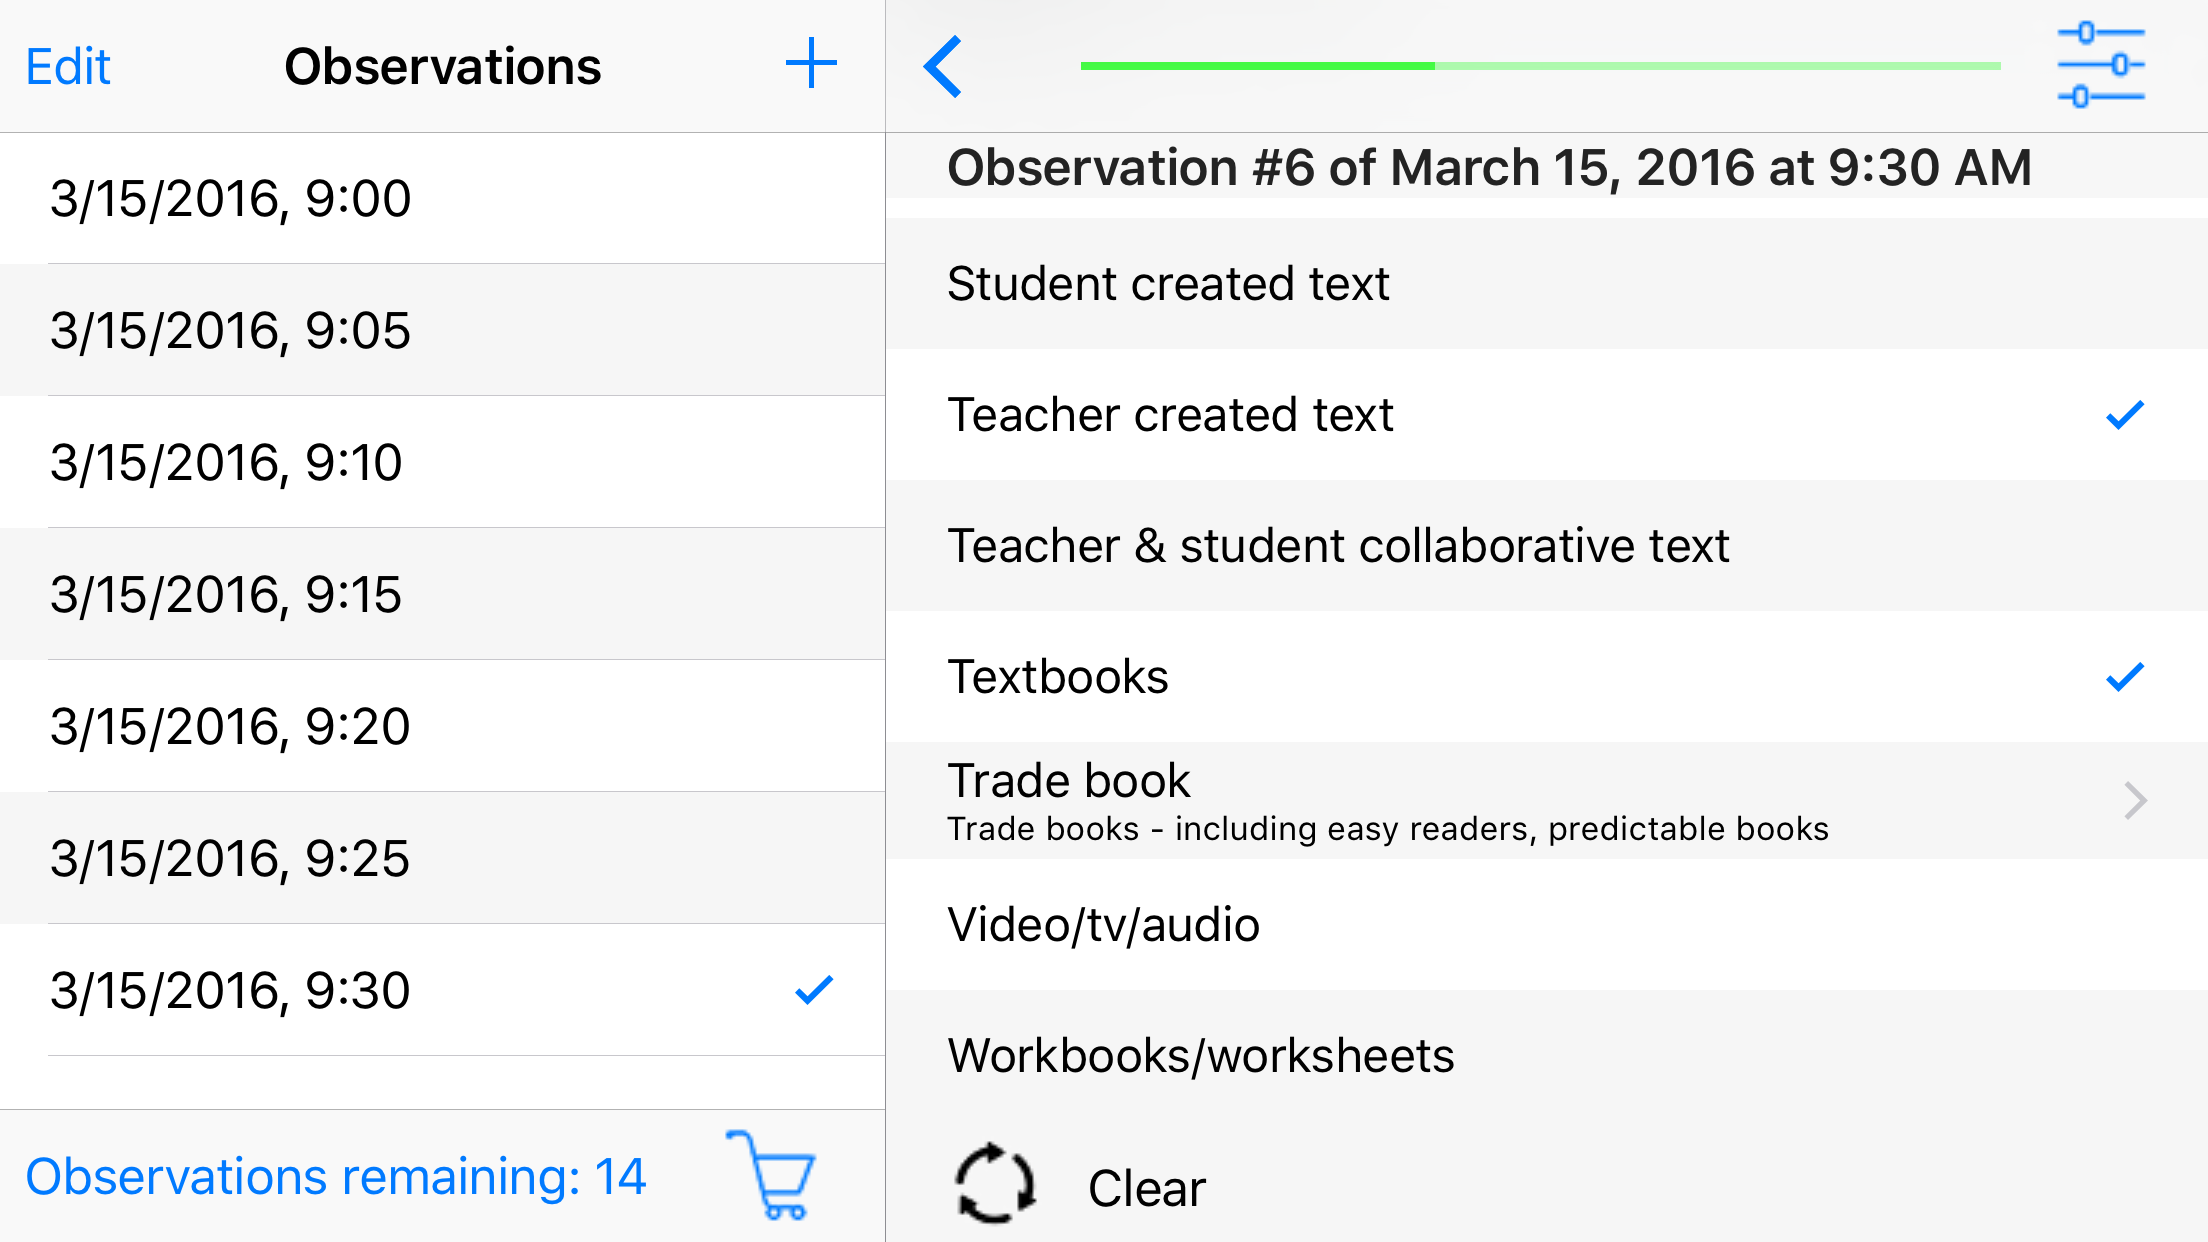 Edit
Observations
3/15/2016, 9:00
3/15/2016, 9:05
3/15/2016, 9:10
3/15/2016, 9:15
3/15/2016, 9:20
3/15/2016, 9:25
3/15/2016, 9:30
Observations remaining: 14
Observation #6 of March 15, 2016 at 9:30 AM
Student created text
Teacher created text
Teacher & student collaborative text
Textbooks
Trade book
Trade books - including easy readers, predictable books
Video/tv/audio
Workbooks/worksheets
Clear